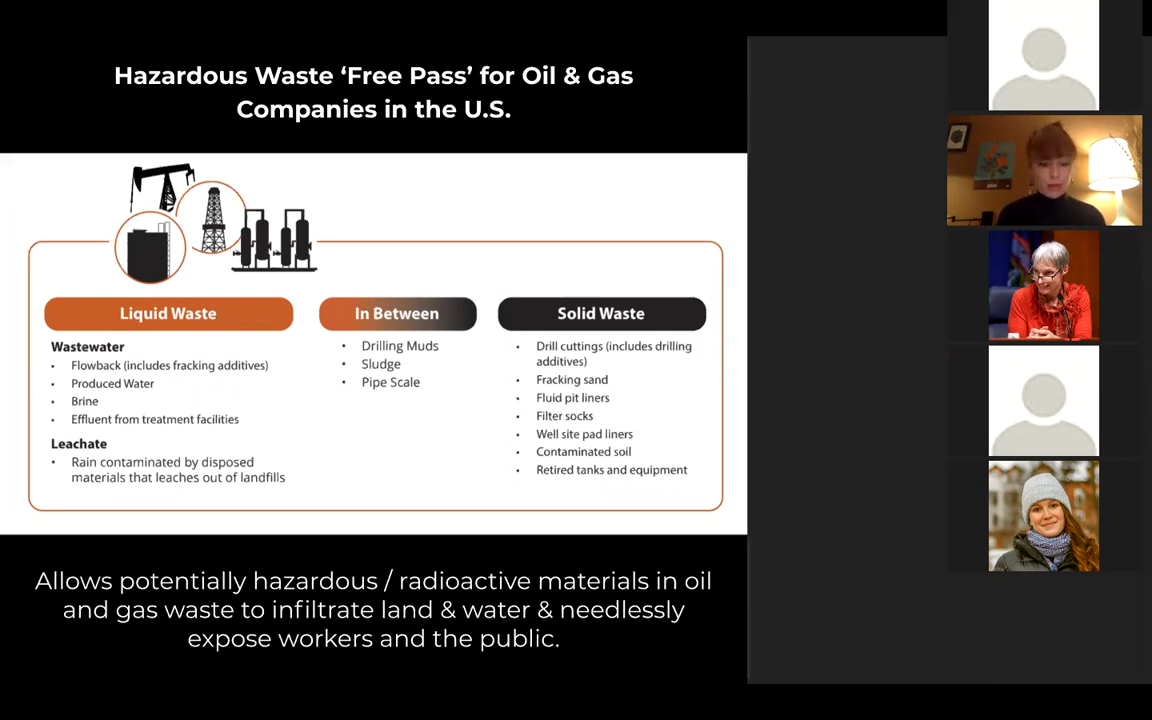 Hazardous Waste ‘Free Pass’ for Oil & Gas
Companies in the U.S.
Liquid Waste
Wastewater
• Flowback (includes fracking additives)
• Produced Water
• Brine
• Effluent from treatment facilities
Leachate
• Rain contaminated by disposed
materials that leaches out of landfills
In Between
• Drilling Muds
• Sludge
• Pipe Scale
Solid Waste
• Drill cuttings (includes drilling
additives)
• Fracking sand
• Fluid pit liners
• Filter socks
• Well site pad liners
• Contaminated soil
• Retired tanks and equipment
Allows potentially hazardous / radioactive materials in oil
and gas waste to infiltrate land & water & needlessly
expose workers and the public.